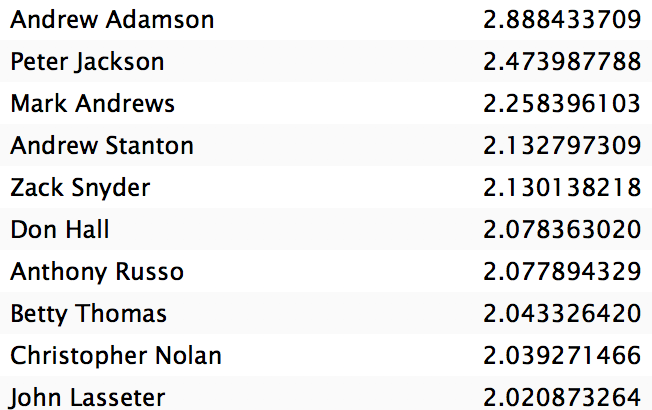 Andrew Adamson 2.888433709
Peter Jackson 2.473987788
Mark Andrews 2.258396103
Andrew Stanton 2.132797309
Zack Snyder 2.130138218
Don Hall 2.078363020
Anthony Russo 2.077894329
Betty Thomas 2.043326420
Christopher Nolan 2.039271466
John Lasseter 2.020873264